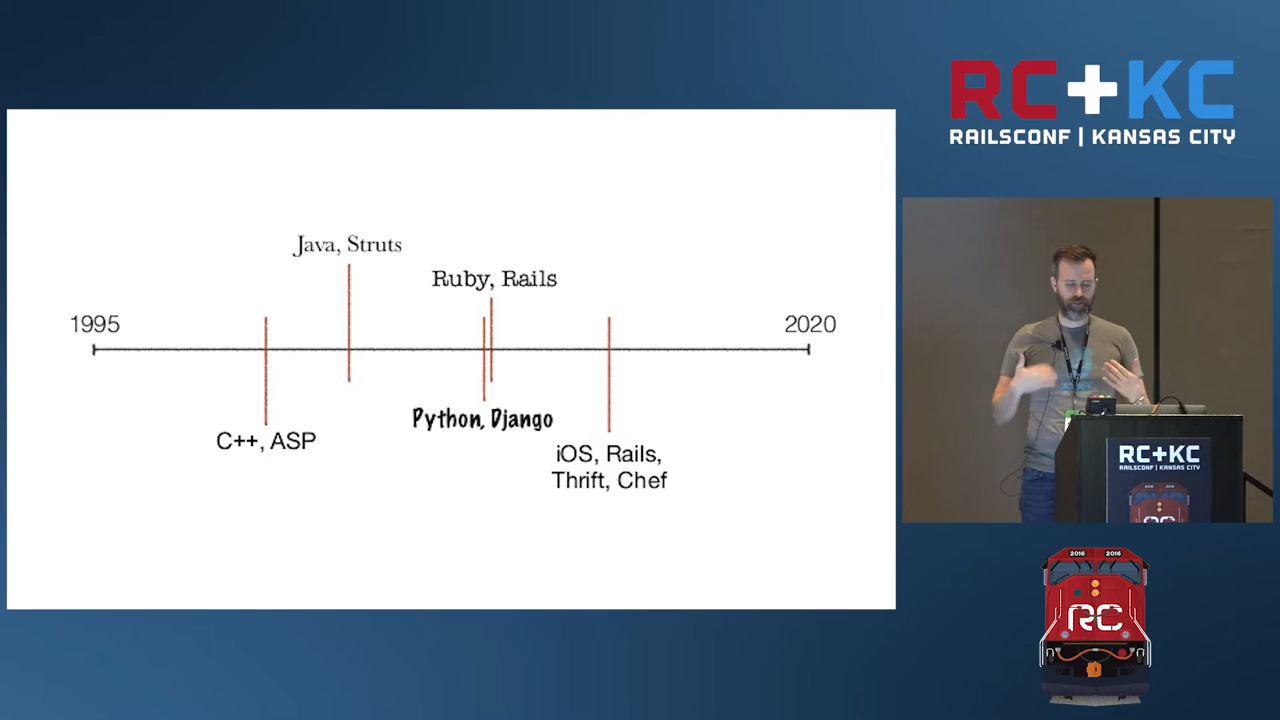 RC+KC
RAILSCONF | KANSAS CITY
Java, Struts
Ruby, Rails
1995
2020
Python, Django
C++, ASP
iOS, Rails,
Thrift, Chef
RC+KC
RAILSCONF | KANSAS CITY
2016
2016
RC